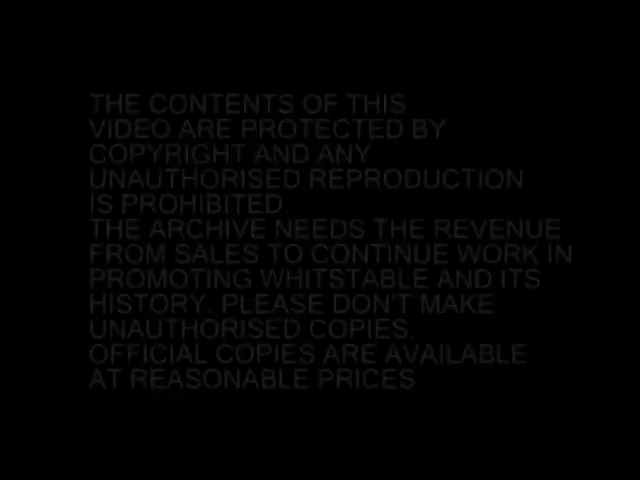 THE CONTENTS OF THIS
VIDEO ARE PROTECTED BY
COPYRIGHT AND ANY
UNAUTHORISED REPRODUCTION
IS PROHIBITED.
THE ARCHIVE NEEDS THE REVENUE
FROM SALES TO CONTINUE WORK IN
PROMOTING WHITSTABLE AND ITS
HISTORY. PLEASE DON'T MAKE
UNAUTHORISED COPIES.
OFFICIAL COPIES ARE AVAILABLE
AT REASONABLE PRICES